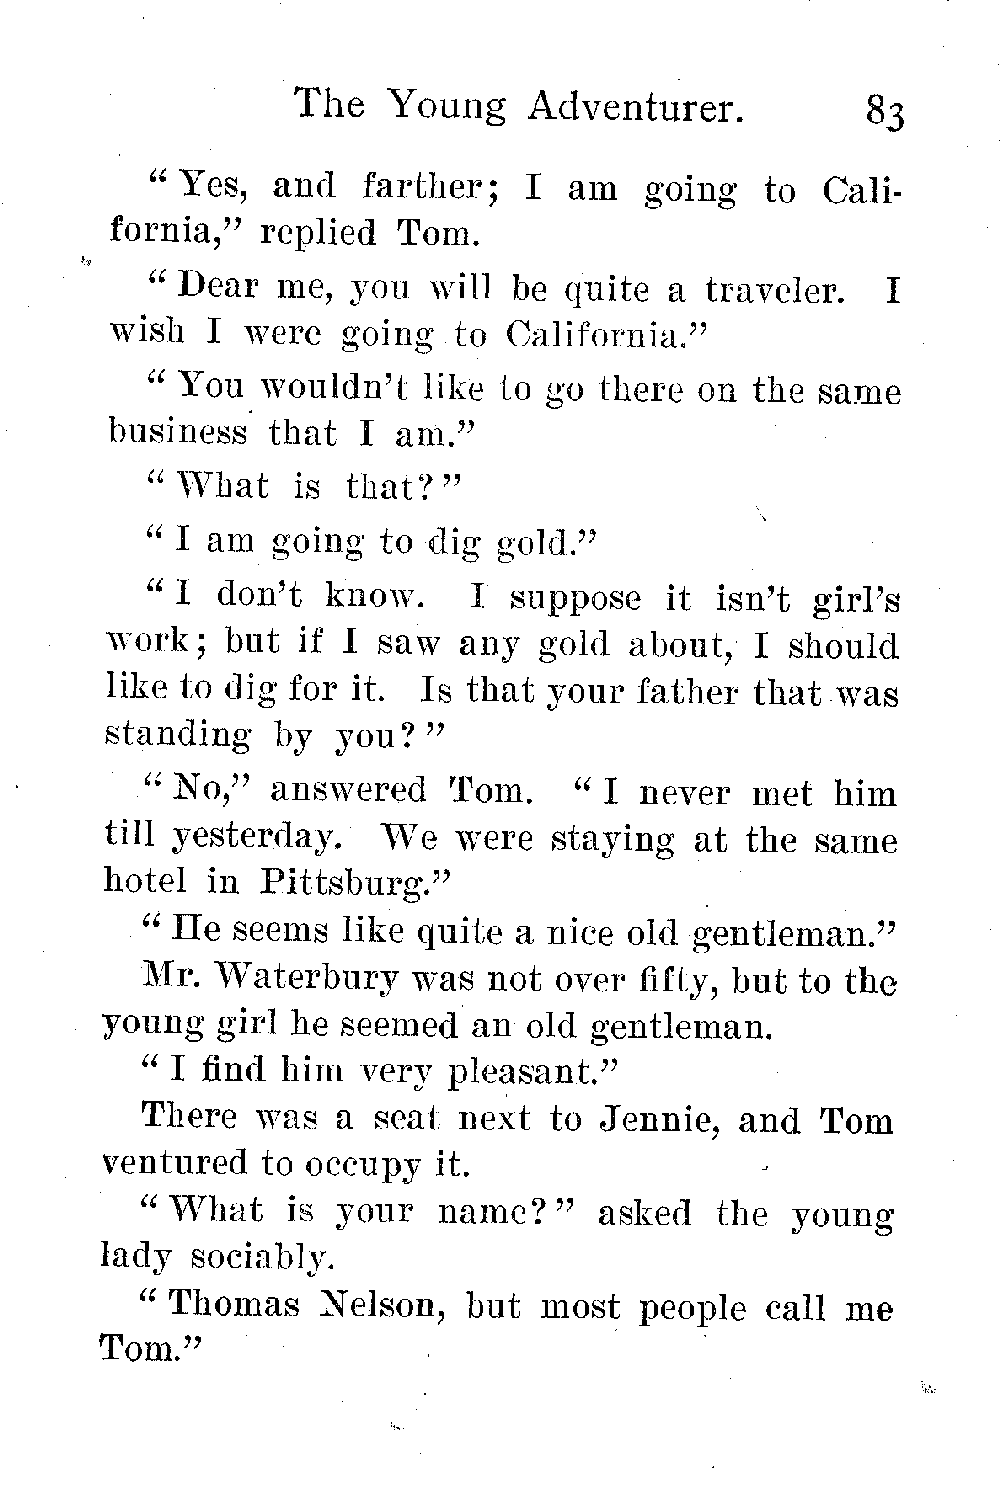 The Young Adventurer. 83
“Yes, and farther; I am going to Cali-
fornia,” replied Tom.
“Dear me, you will be quite a traveler. I
wish I were going to California.”
“You wouldn’t like to go there on the same
business that I am.”
“What is that?”
“I am going to dig gold.”
“I don’t know. I suppose it isn’t girl’s
work; but if I saw any gold about, I should
like to dig for it. Is that your father that was
standing by you?”
“No,” answered Tom. “I never met him
till yesterday. We were staying at the same
hotel in Pittsburg.”
“He seems like quite a nice old gentleman.”
Mr. Waterbury was not over fifty, but to the
young girl he seemed an old gentleman.
“I find him very pleasant.”
There was a seat next to Jennie, and Tom
ventured to occupy it.
“What is your name?” asked the young
lady sociably.
“Thomas Nelson, but most people call me
Tom.”